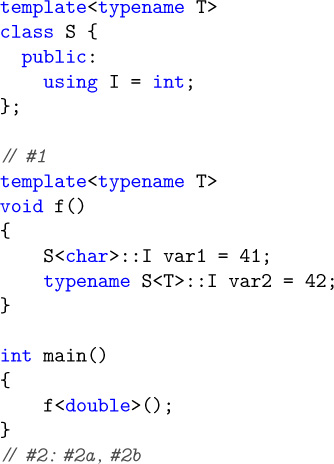 template<typename T>
class S {
  public:
    using I = int;
};

// #1
template<typename T>
void f()
{
    S<char>::I var1 = 41;
    typename S<T>::I var2 = 42;
}

int main()
{
    f<double>();
}
// #2: #2a, #2b